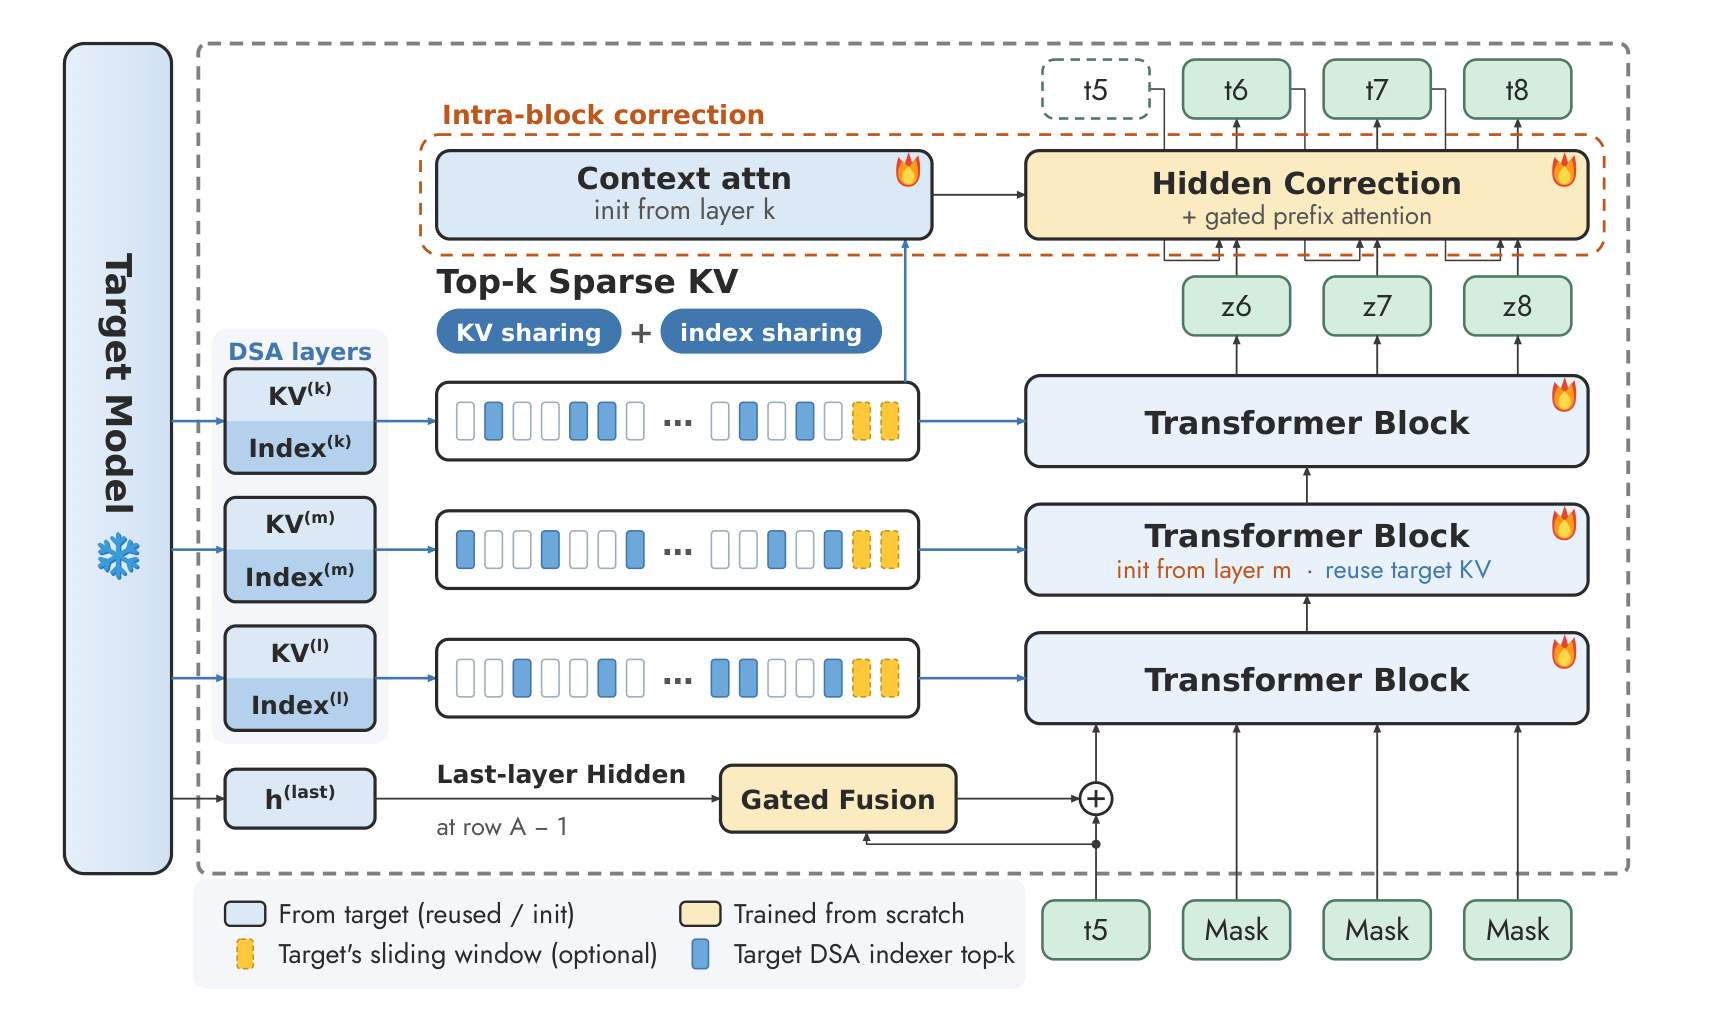 Target Model
t5
t6
t7
t8
Intra-block correction
Context attn
init from layer k
Hidden Correction
+ gated prefix attention
Top-k Sparse KV
KV sharing + index sharing
z6
z7
z8
DSA layers
KV(k)
Index(k)
...
Transformer Block
KV(m)
Index(m)
...
Transformer Block
init from layer m · reuse target KV
KV(l)
Index(l)
...
Transformer Block
h(last)
Last-layer Hidden
at row A − 1
Gated Fusion
+
From target (reused / init)
Trained from scratch
Target's sliding window (optional)
Target DSA indexer top-k
t5
Mask
Mask
Mask